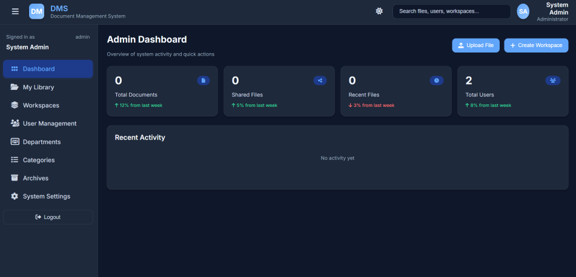 DM
DMS
Document Management System
Search files, users, workspaces...
SA
System
Admin
Administrator
Signed in as
admin
System Admin
Dashboard
My Library
Workspaces
User Management
Departments
Categories
Archives
System Settings
Logout
Admin Dashboard
Overview of system activity and quick actions
Upload File
Create Workspace
0
Total Documents
12% from last week
0
Shared Files
5% from last week
0
Recent Files
3% from last week
2
Total Users
8% from last week
Recent Activity
No activity yet